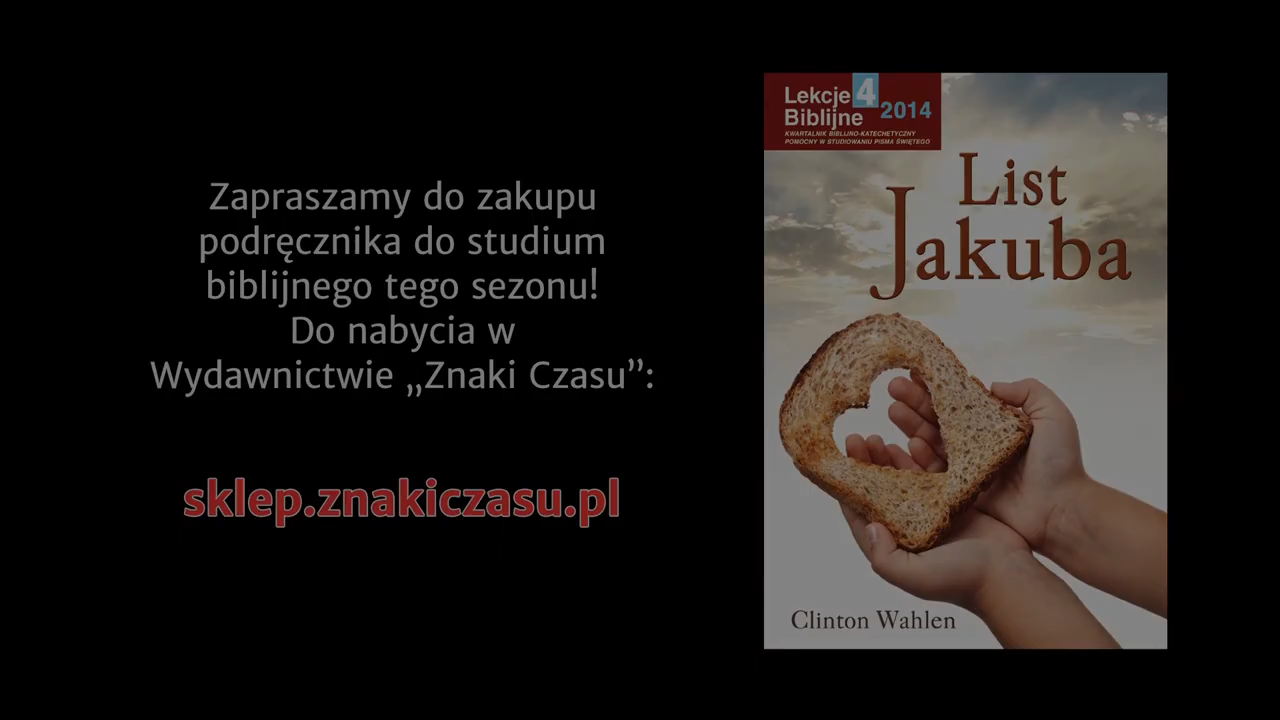 Zapraszamy do zakupu
podręcznika do studium
biblijnego tego sezonu!
Do nabycia w
Wydawnictwie „Znaki Czasu”:
sklep.znakiczasu.pl
Lekcje 4 2014
Biblijne
KWARTALNIK BIBLIJNO-KATECHETYCZNY
POMOCNY W STUDIOWANIU PISMA ŚWIĘTEGO
List
Jakuba
Clinton Wahlen